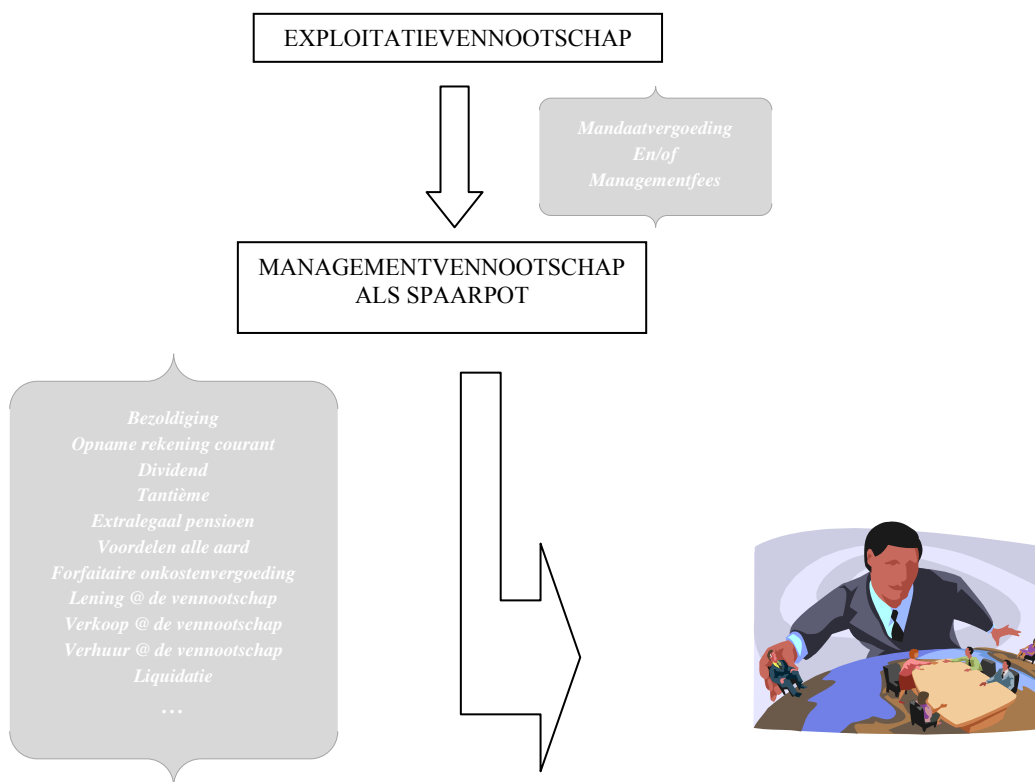 EXPLOITATIEVENNOOTSCHAP
Mandaatvergoeding
En/of
Managementfees
MANAGEMENTVENNOOTSCHAP
ALS SPAARPOT
Bezoldiging
Opname rekening courant
Dividend
Tantième
Extralegaal pensioen
Voordelen alle aard
Forfaitaire onkostenvergoeding
Lening @ de vennootschap
Verkoop @ de vennootschap
Verhuur @ de vennootschap
Liquidatie
…